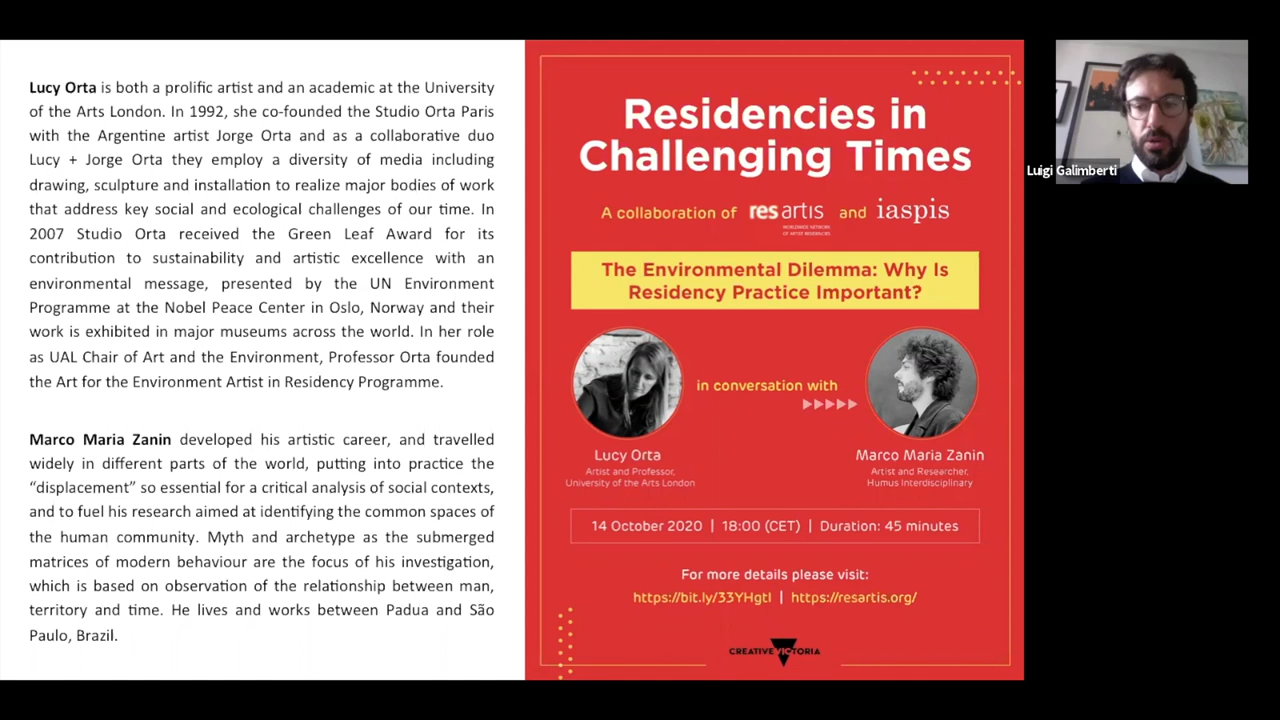 Lucy Orta is both a prolific artist and an academic at the University
of the Arts London. In 1992, she co-founded the Studio Orta Paris
with the Argentine artist Jorge Orta and as a collaborative duo
Lucy + Jorge Orta they employ a diversity of media including
drawing, sculpture and installation to realize major bodies of work
that address key social and ecological challenges of our time. In
2007 Studio Orta received the Green Leaf Award for its
contribution to sustainability and artistic excellence with an
environmental message, presented by the UN Environment
Programme at the Nobel Peace Center in Oslo, Norway and their
work is exhibited in major museums across the world. In her role
as UAL Chair of Art and the Environment, Professor Orta founded
the Art for the Environment Artist in Residency Programme.
Marco Maria Zanin developed his artistic career, and travelled
widely in different parts of the world, putting into practice the
“displacement” so essential for a critical analysis of social contexts,
and to fuel his research aimed at identifying the common spaces of
the human community. Myth and archetype as the submerged
matrices of modern behaviour are the focus of his investigation,
which is based on observation of the relationship between man,
territory and time. He lives and works between Padua and São
Paulo, Brazil.
Residencies in
Challenging Times
A collaboration of res artis and iaspis
WORLDWIDE NETWORK
OF ARTIST RESIDENCIES
The Environmental Dilemma: Why Is
Residency Practice Important?
in conversation with
Lucy Orta
Artist and Professor,
University of the Arts London
Marco Maria Zanin
Artist and Researcher,
Humus Interdisciplinary
14 October 2020 | 18:00 (CET) | Duration: 45 minutes
For more details please visit:
https://bit.ly/33YHgtI | https://resartis.org/
CREATIVE VICTORIA
Luigi Galimberti